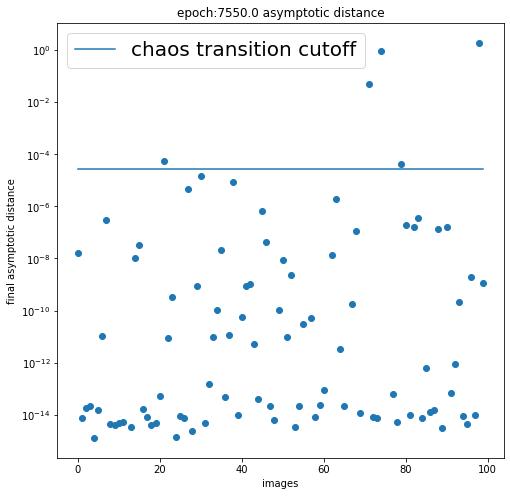 epoch:7550.0 asymptotic distance
chaos transition cutoff
final asymptotic distance
10^0
10^-2
10^-4
10^-6
10^-8
10^-10
10^-12
10^-14
0 20 40 60 80 100
images